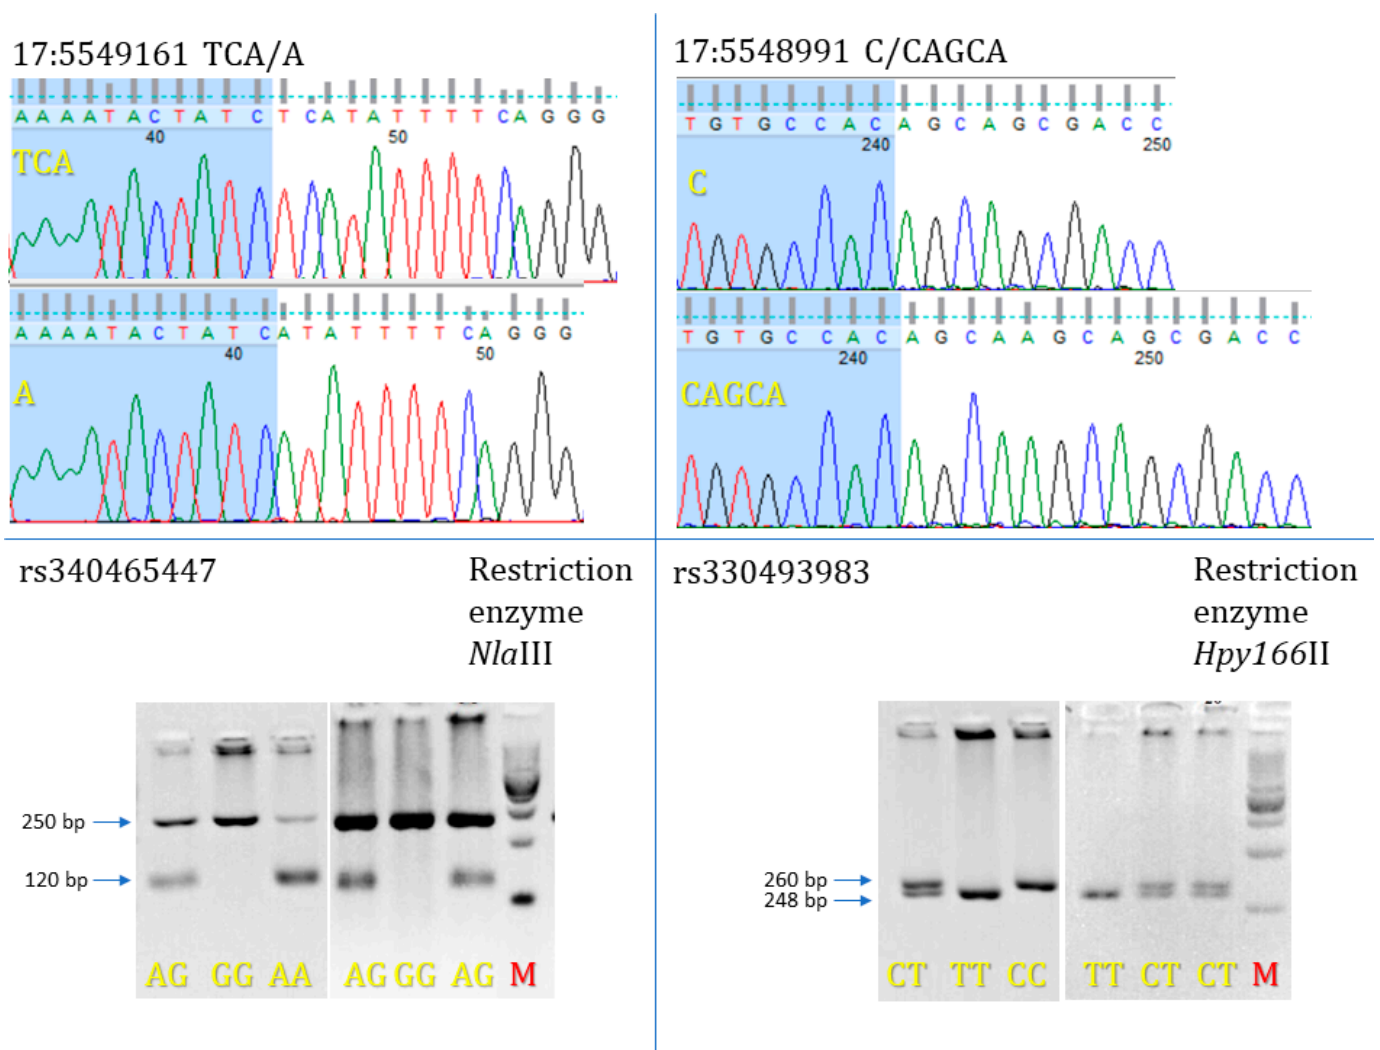 17:5549161 TCA/A
A A A A T A C T A T C T C A T A T T T T C A G G G
40 50
TCA
A A A A T A C T A T C A T A T T T T C A G G G
40 50
A
17:5548991 C/CAGCA
T G T G C C A C A G C A G C G A C C
240 250
C
T G T G C C A C A G C A A G C A G C G A C C
240 250
CAGCA
rs340465447
Restriction
enzyme
NlaIII
250 bp
120 bp
AG GG AA AG GG AG M
rs330493983
Restriction
enzyme
Hpy166II
260 bp
248 bp
CT TT CC TT CT CT M